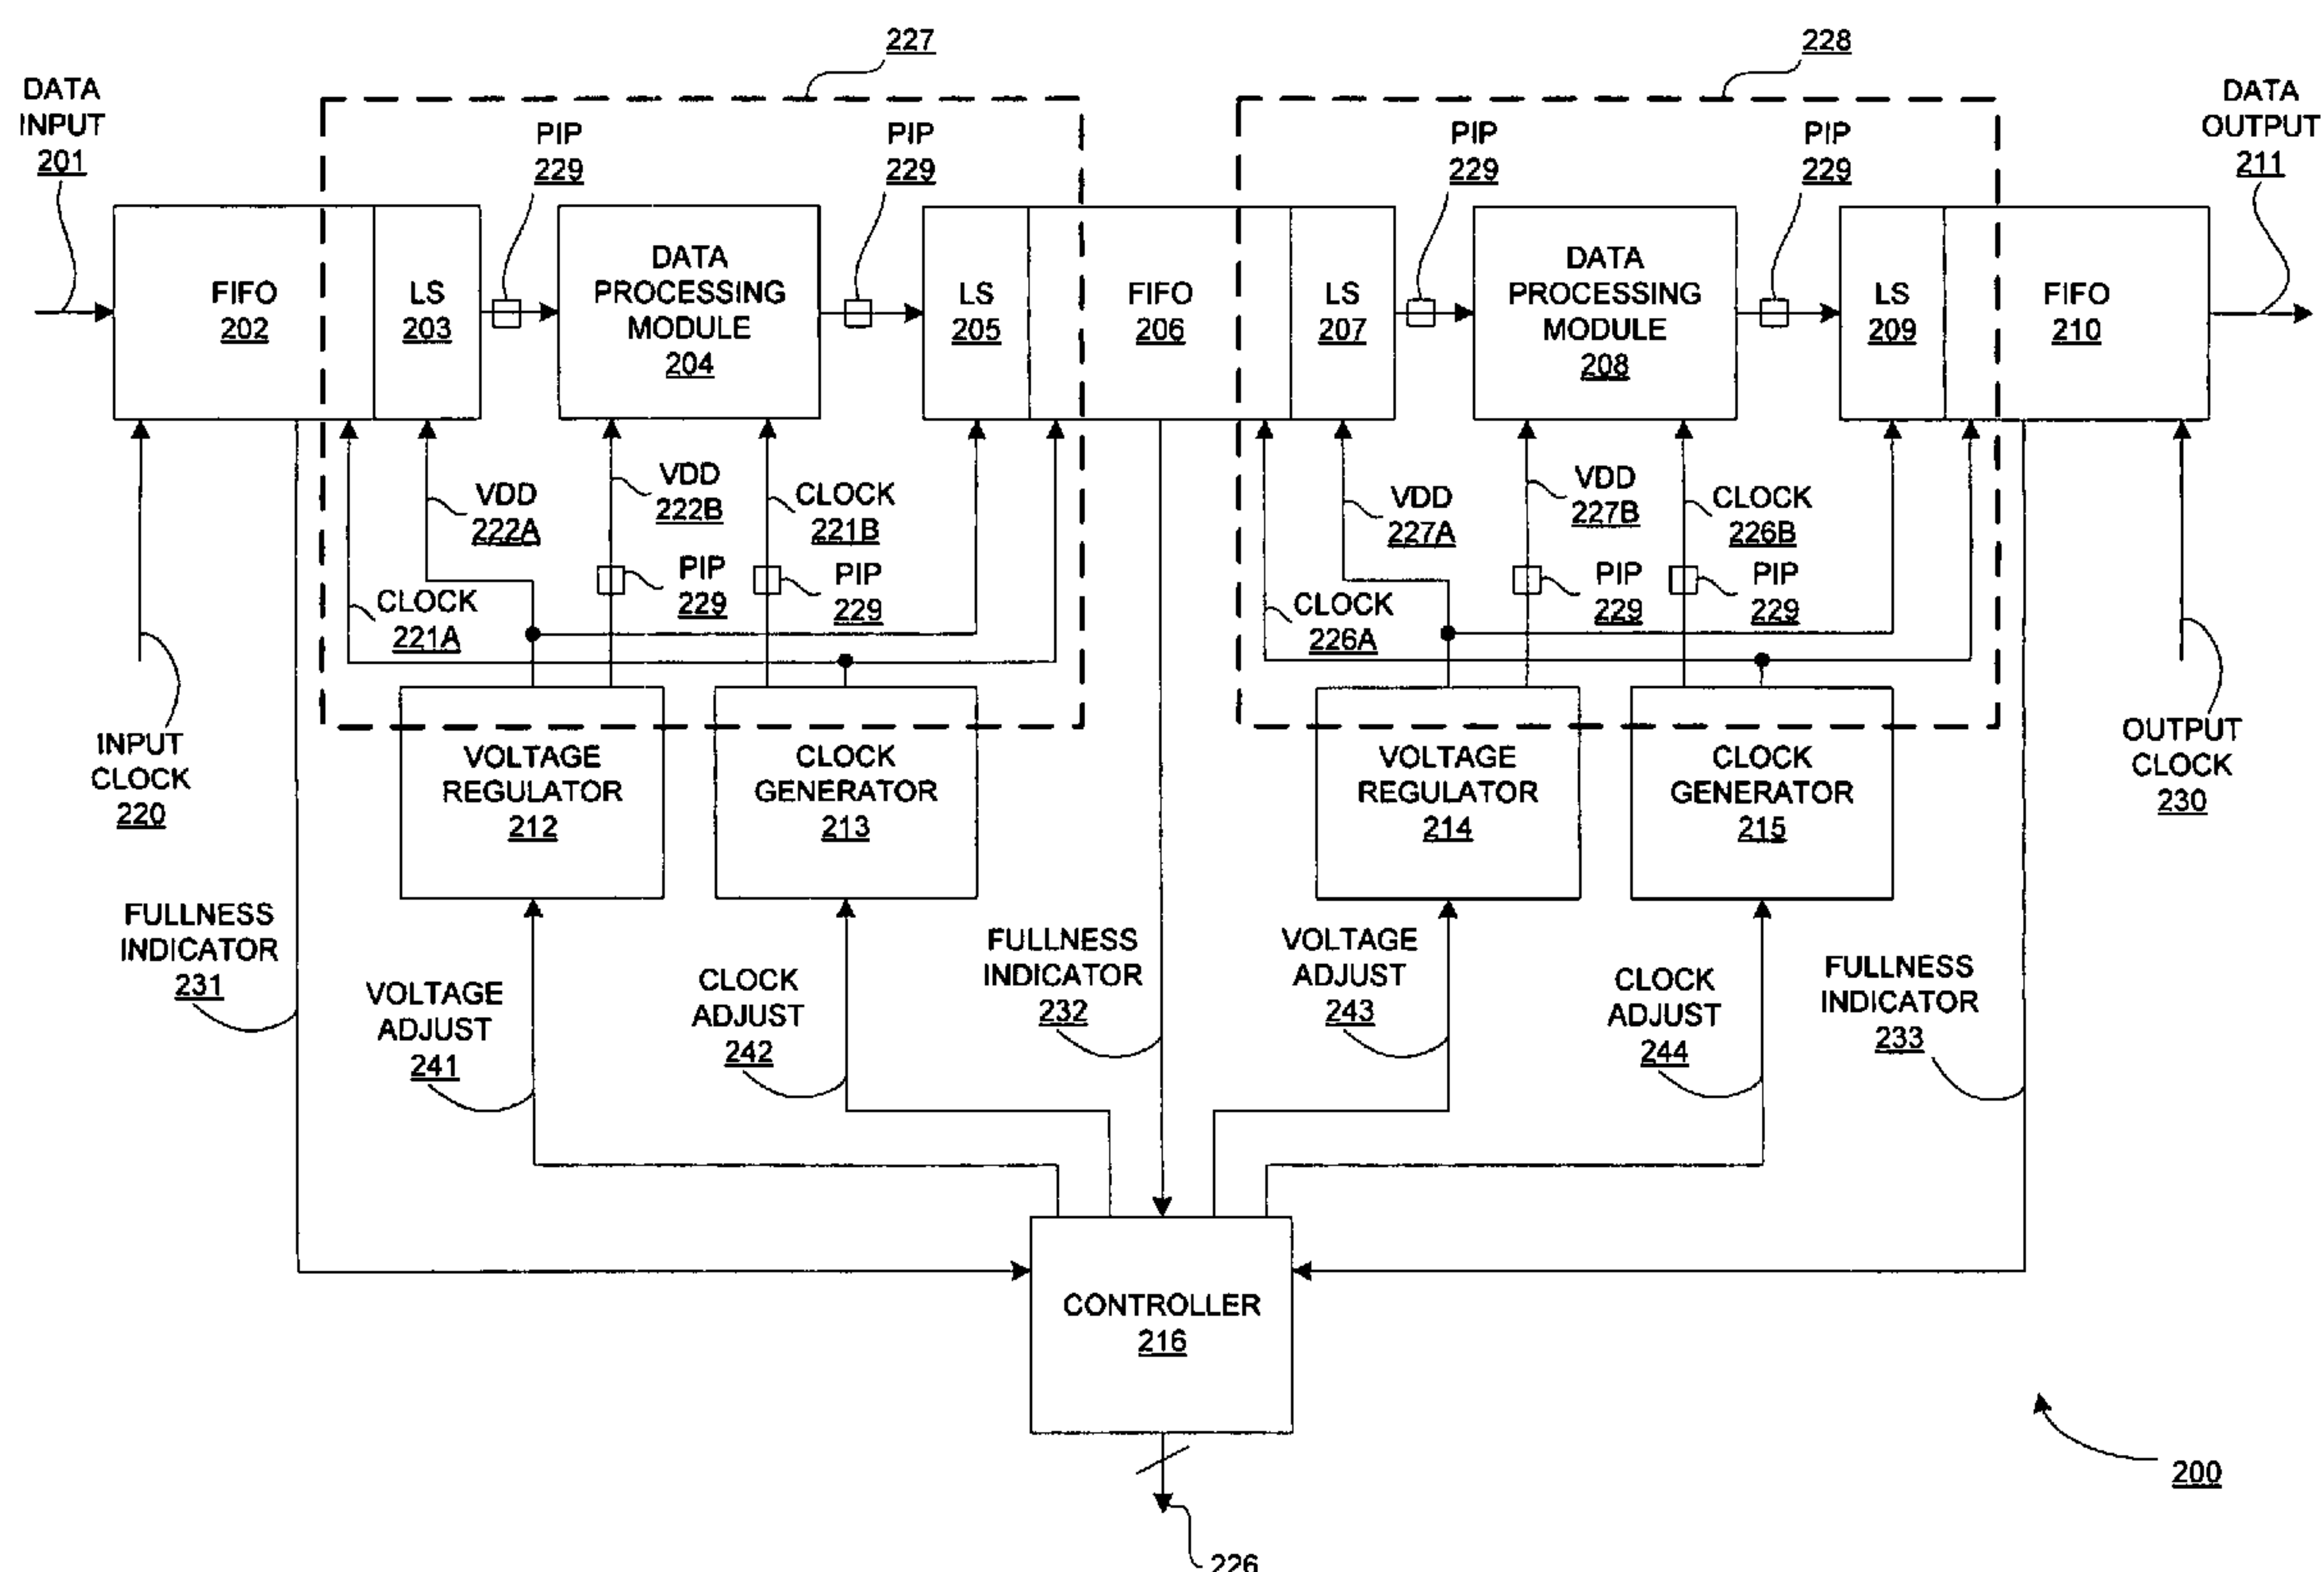 227
228
DATA
INPUT
201
PIP
229
PIP
229
PIP
229
PIP
229
DATA
OUTPUT
211
FIFO
202
LS
203
DATA
PROCESSING
MODULE
204
LS
205
FIFO
206
LS
207
DATA
PROCESSING
MODULE
208
LS
209
FIFO
210
VDD
222A
VDD
222B
CLOCK
221B
VDD
227A
VDD
227B
CLOCK
226B
CLOCK
221A
PIP
229
PIP
229
CLOCK
226A
PIP
229
PIP
229
INPUT
CLOCK
220
VOLTAGE
REGULATOR
212
CLOCK
GENERATOR
213
VOLTAGE
REGULATOR
214
CLOCK
GENERATOR
215
OUTPUT
CLOCK
230
FULLNESS
INDICATOR
231
VOLTAGE
ADJUST
241
CLOCK
ADJUST
242
FULLNESS
INDICATOR
232
VOLTAGE
ADJUST
243
CLOCK
ADJUST
244
FULLNESS
INDICATOR
233
CONTROLLER
216
200
226